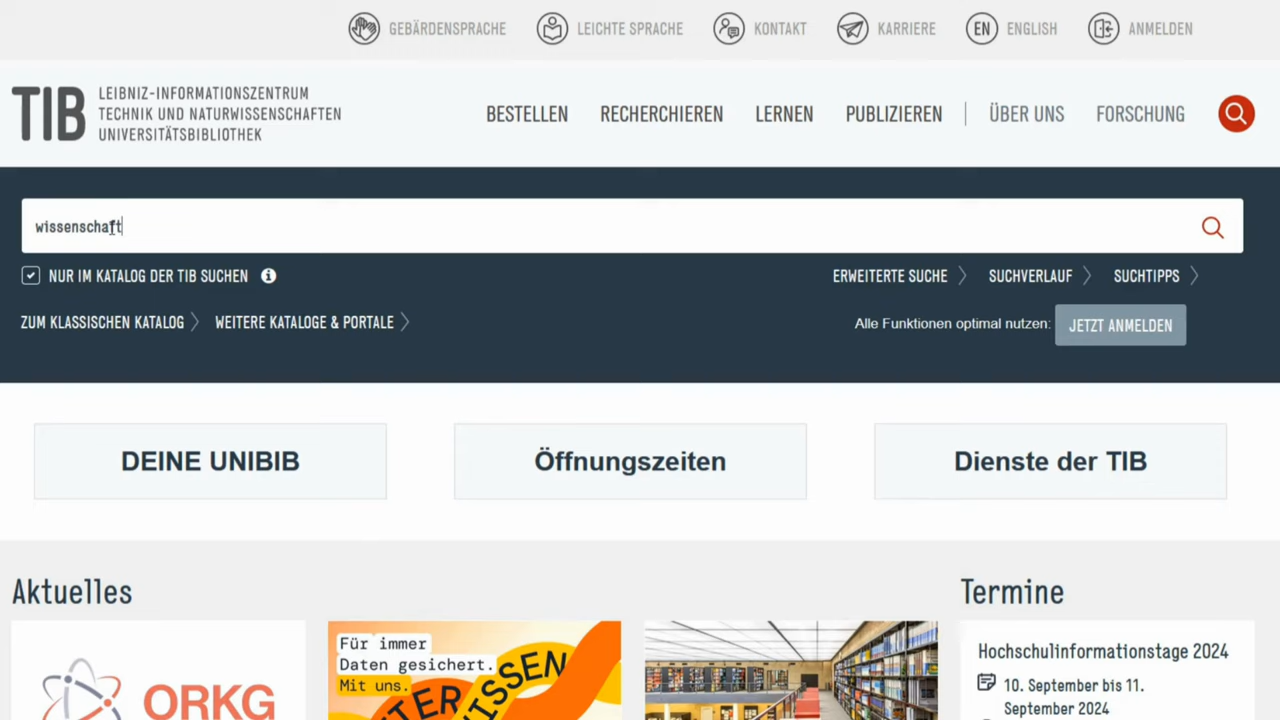 GEBÄRDENSPRACHE
LEICHTE SPRACHE
KONTAKT
KARRIERE
EN ENGLISH
ANMELDEN
TIB
LEIBNIZ-INFORMATIONSZENTRUM
TECHNIK UND NATURWISSENSCHAFTEN
UNIVERSITÄTSBIBLIOTHEK
BESTELLEN
RECHERCHIEREN
LERNEN
PUBLIZIEREN
ÜBER UNS
FORSCHUNG
wissenschaft
NUR IM KATALOG DER TIB SUCHEN
ERWEITERTE SUCHE
SUCHVERLAUF
SUCHTIPPS
ZUM KLASSISCHEN KATALOG
WEITERE KATALOGE & PORTALE
Alle Funktionen optimal nutzen:
JETZT ANMELDEN
DEINE UNIBIB
Öffnungszeiten
Dienste der TIB
Aktuelles
Termine
ORKG
Für immer
Daten gesichert.
Mit uns.
WISSEN
Hochschulinformationstage 2024
10. September bis 11.
September 2024